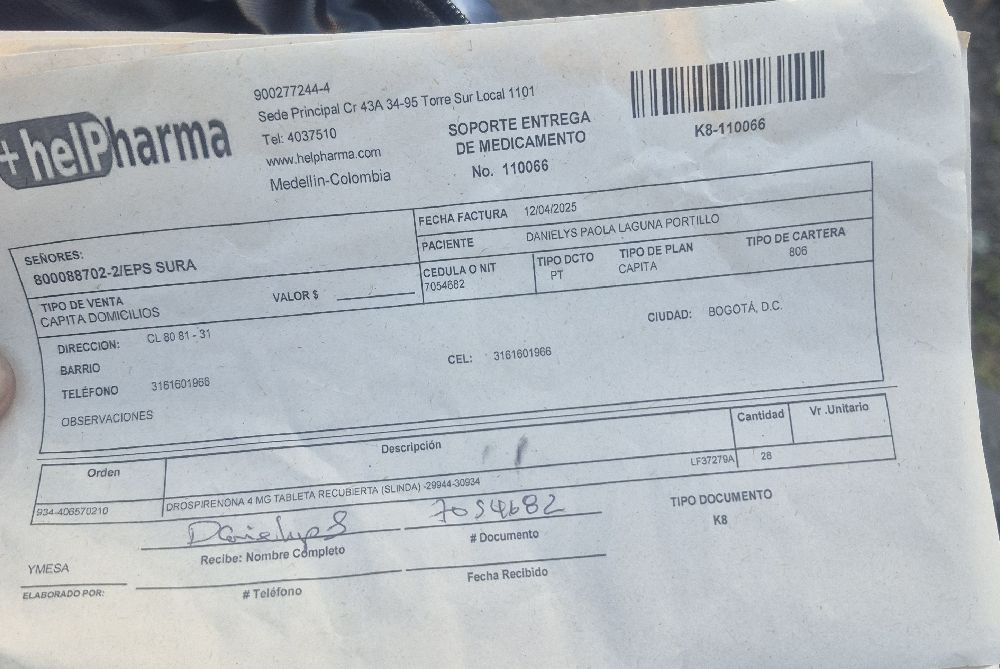 +helPharma
900277244-4
Sede Principal Cr 43A 34-95 Torre Sur Local 1101
Tel: 4037510
www.helpharma.com
Medellin-Colombia
SOPORTE ENTREGA
DE MEDICAMENTO
No. 110066
K8-110066
SEÑORES:
800088702-2/EPS SURA
FECHA FACTURA 12/04/2025
PACIENTE DANIELYS PAOLA LAGUNA PORTILLO
TIPO DE VENTA
CAPITA DOMICILIOS
VALOR $
CEDULA O NIT
7054682
TIPO DCTO
PT
TIPO DE PLAN
CAPITA
TIPO DE CARTERA
806
DIRECCION: CL 80 81 - 31
CIUDAD: BOGOTÁ, D.C.
BARRIO
TELÉFONO 3161601966
CEL: 3161601966
OBSERVACIONES
Orden Descripción Cantidad Vr .Unitario
934-406570210 DROSPIRENONA 4 MG TABLETA RECUBIERTA (SLINDA) -29944-30934 LF37279A 28
Danielys 7054682
Recibe: Nombre Completo # Documento
TIPO DOCUMENTO
K8
YMESA
ELABORADO POR: # Teléfono Fecha Recibido